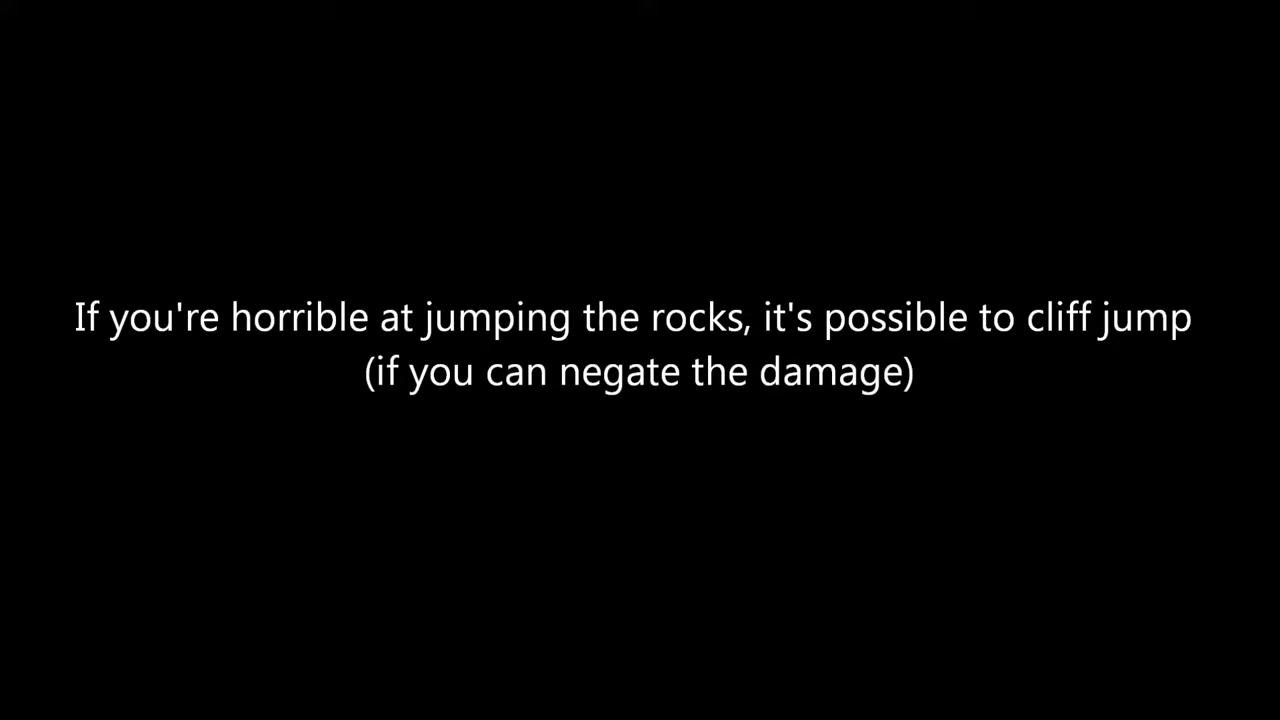 If you're horrible at jumping the rocks, it's possible to cliff jump
(if you can negate the damage)